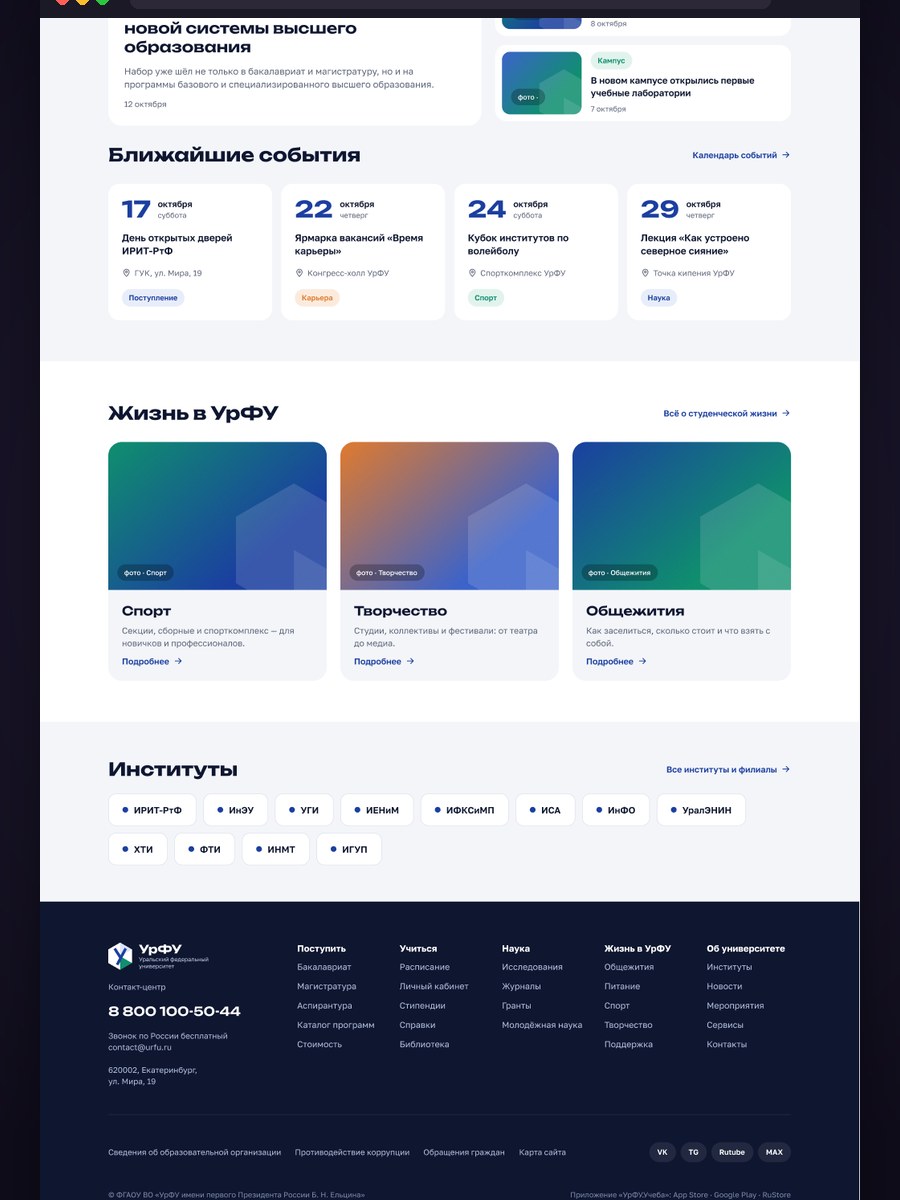 новой системы высшего
образования
Набор уже шёл не только в бакалавриат и магистратуру, но и на
программы базового и специализированного высшего образования.
12 октября
8 октября
фото ·
Кампус
В новом кампусе открылись первые
учебные лаборатории
7 октября
Ближайшие события
Календарь событий →
17 октября
суббота
День открытых дверей
ИРИТ-РтФ
ГУК, ул. Мира, 19
Поступление
22 октября
четверг
Ярмарка вакансий «Время
карьеры»
Конгресс-холл УрФУ
Карьера
24 октября
суббота
Кубок институтов по
волейболу
Спорткомплекс УрФУ
Спорт
29 октября
четверг
Лекция «Как устроено
северное сияние»
Точка кипения УрФУ
Наука
Жизнь в УрФУ
Всё о студенческой жизни →
фото · Спорт
Спорт
Секции, сборные и спорткомплекс — для
новичков и профессионалов.
Подробнее →
фото · Творчество
Творчество
Студии, коллективы и фестивали: от театра
до медиа.
Подробнее →
фото · Общежития
Общежития
Как заселиться, сколько стоит и что взять с
собой.
Подробнее →
Институты
Все институты и филиалы →
ИРИТ-РтФ ИнЭУ УГИ ИЕНиМ ИФКСиМП ИСА ИнФО УралЭНИН
ХТИ ФТИ ИНМТ ИГУП
УрФУ
Уральский федеральный
университет
Контакт-центр
8 800 100-50-44
Звонок по России бесплатный
contact@urfu.ru
620002, Екатеринбург,
ул. Мира, 19
Поступить
Бакалавриат
Магистратура
Аспирантура
Каталог программ
Стоимость
Учиться
Расписание
Личный кабинет
Стипендии
Справки
Библиотека
Наука
Исследования
Журналы
Гранты
Молодёжная наука
Жизнь в УрФУ
Общежития
Питание
Спорт
Творчество
Поддержка
Об университете
Институты
Новости
Мероприятия
Сервисы
Контакты
Сведения об образовательной организации Противодействие коррупции Обращения граждан Карта сайта
VK TG Rutube MAX
© ФГАОУ ВО «УрФУ имени первого Президента России Б. Н. Ельцина»
Приложение «УрФУ.Учеба»: App Store · Google Play · RuStore